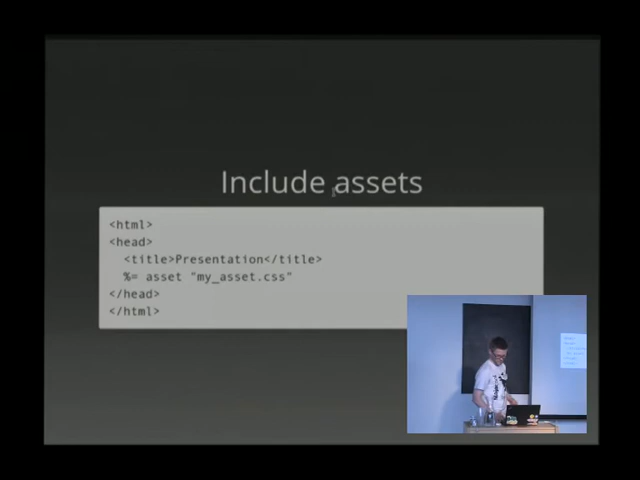 Include assets
<html>
<head>
<title>Presentation</title>
%= asset "my_asset.css"
</head>
</html>